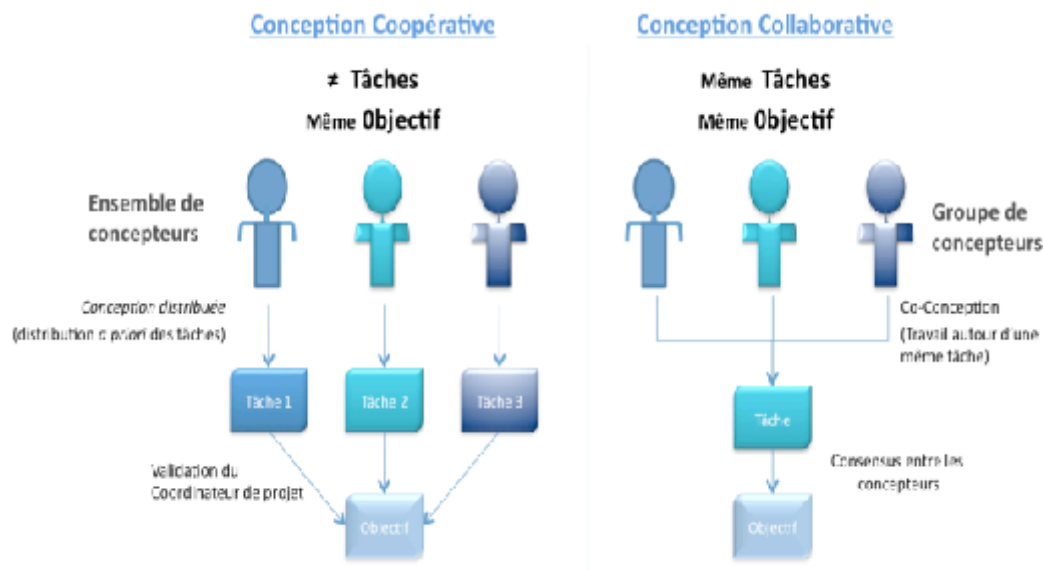 Conception Coopérative
≠ Tâches
Même Objectif
Ensemble de
concepteurs
Conception distribuée
(distribution a priori des tâches)
Tâche 1
Tâche 2
Tâche 3
Validation du
Coordinateur de projet
Objectif
Conception Collaborative
Même Tâches
Même Objectif
Groupe de
concepteurs
Co-Conception
(Travail autour d'une
même tâche)
Tâche
Consensus entre les
concepteurs
Objectif